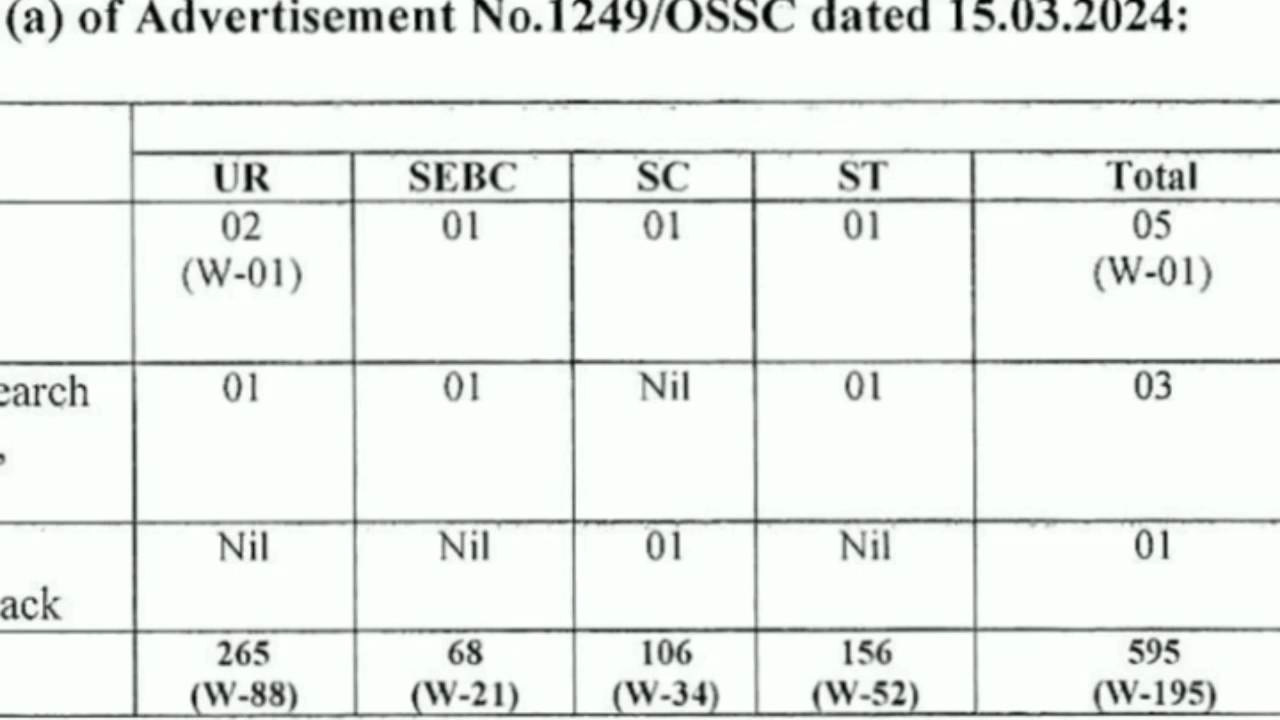 (a) of Advertisement No.1249/OSSC dated 15.03.2024:
UR SEBC SC ST Total
02 01 01 01 05
(W-01) (W-01)
earch 01 01 Nil 01 03
,
Nil Nil 01 Nil 01
ack
265 68 106 156 595
(W-88) (W-21) (W-34) (W-52) (W-195)